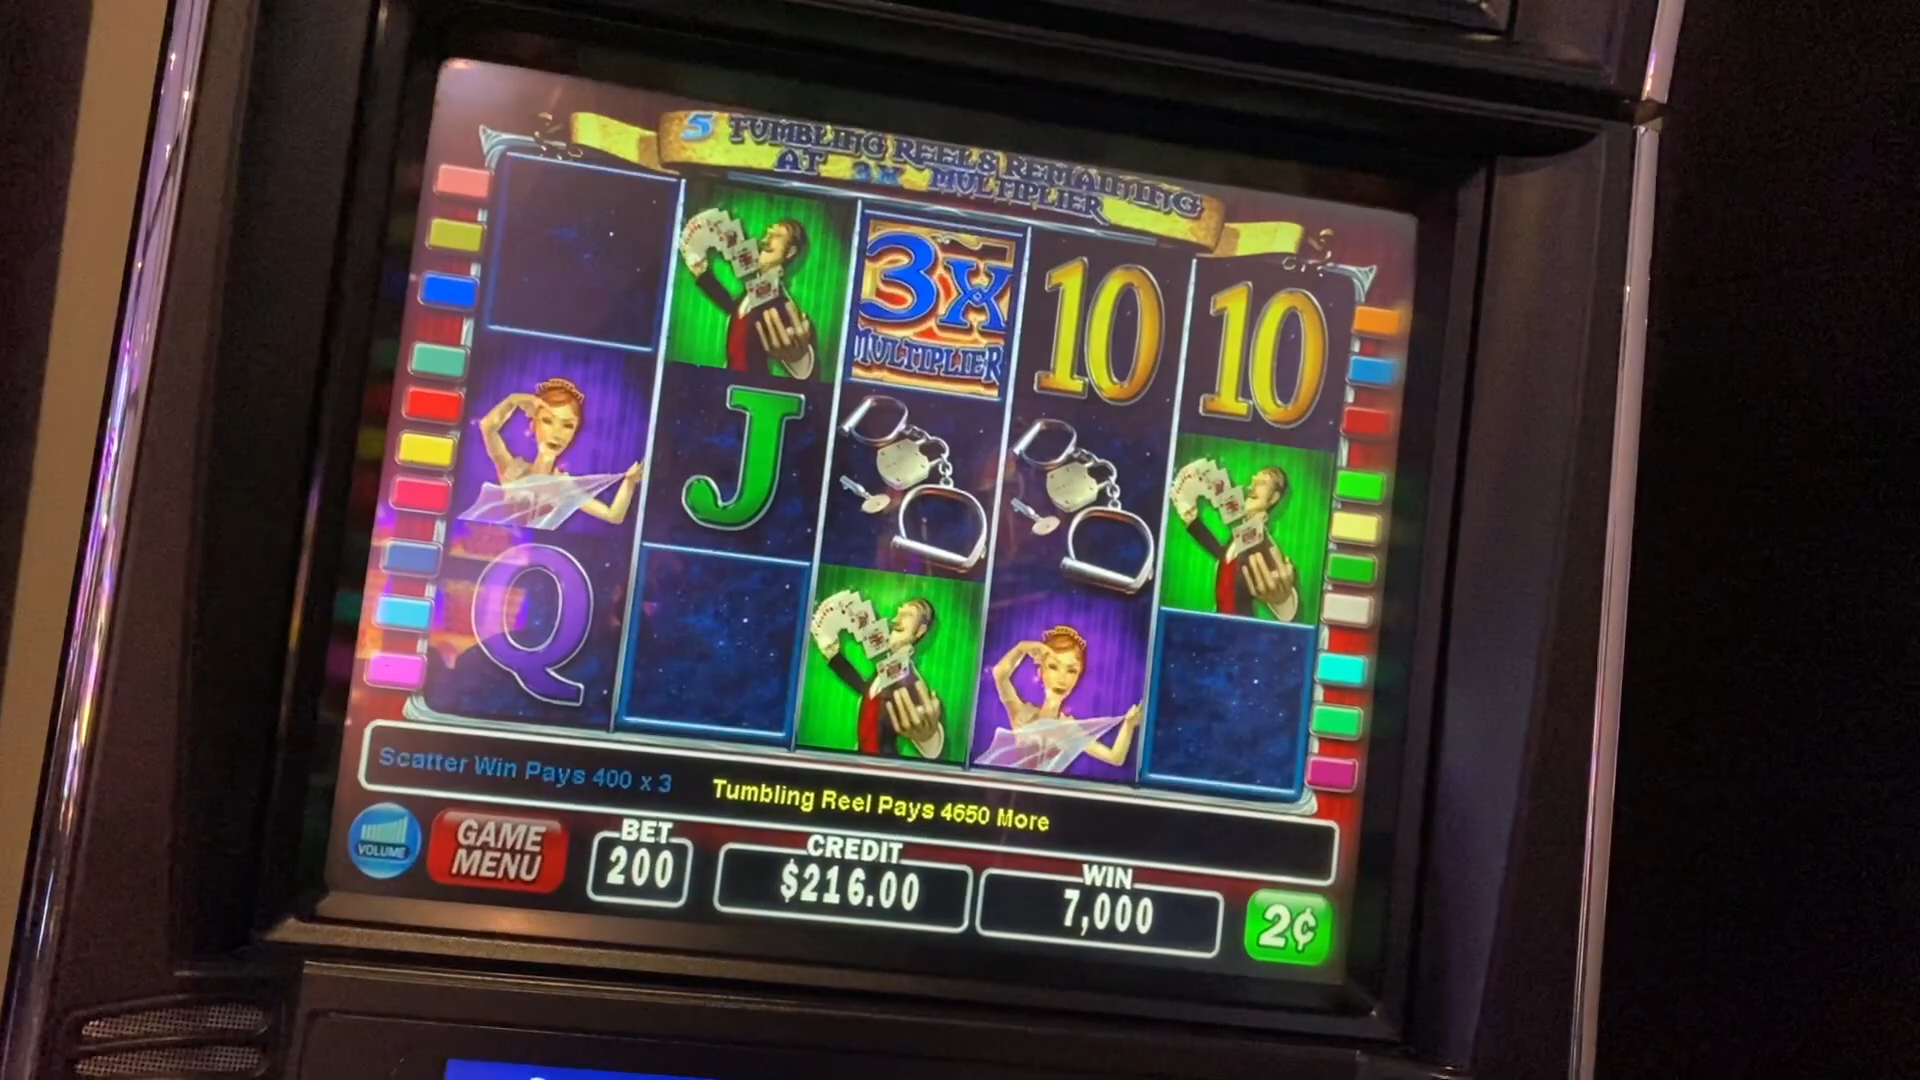 5 TUMBLING REELS REMAINING
AT 3X MULTIPLIER
3X
MULTIPLIER
10
10
J
Q
Scatter Win Pays 400 x 3
Tumbling Reel Pays 4650 More
VOLUME
GAME
MENU
BET
200
CREDIT
$216.00
WIN
7,000
2¢